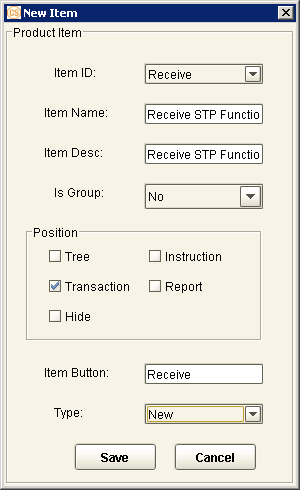 GS New Item
Product Item
Item ID: Receive
Item Name: Receive STP Functio
Item Desc: Receive STP Functio
Is Group: No
Position
Tree Instruction
Transaction Report
Hide
Item Button: Receive
Type: New
Save Cancel